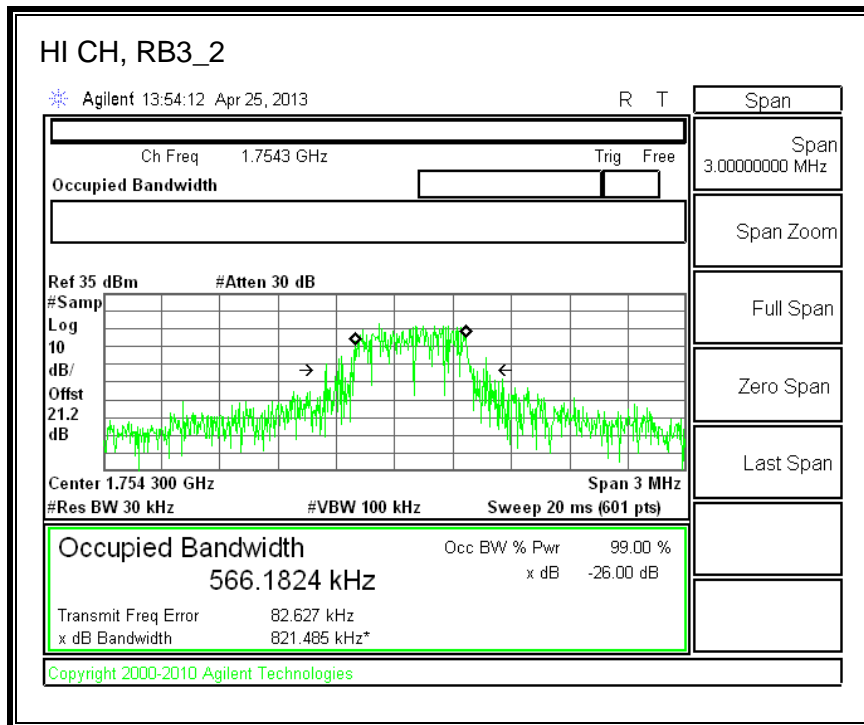 HI CH, RB3_2
Agilent 13:54:12 Apr 25, 2013 R T
Ch Freq 1.7543 GHz Trig Free
Occupied Bandwidth
Ref 35 dBm #Atten 30 dB
#Samp
Log
10
dB/
Offst
21.2
dB
Center 1.754 300 GHz Span 3 MHz
#Res BW 30 kHz #VBW 100 kHz Sweep 20 ms (601 pts)
Occupied Bandwidth Occ BW % Pwr 99.00 %
566.1824 kHz x dB -26.00 dB
Transmit Freq Error 82.627 kHz
x dB Bandwidth 821.485 kHz*
Copyright 2000-2010 Agilent Technologies
Span
Span
3.00000000 MHz
Span Zoom
Full Span
Zero Span
Last Span